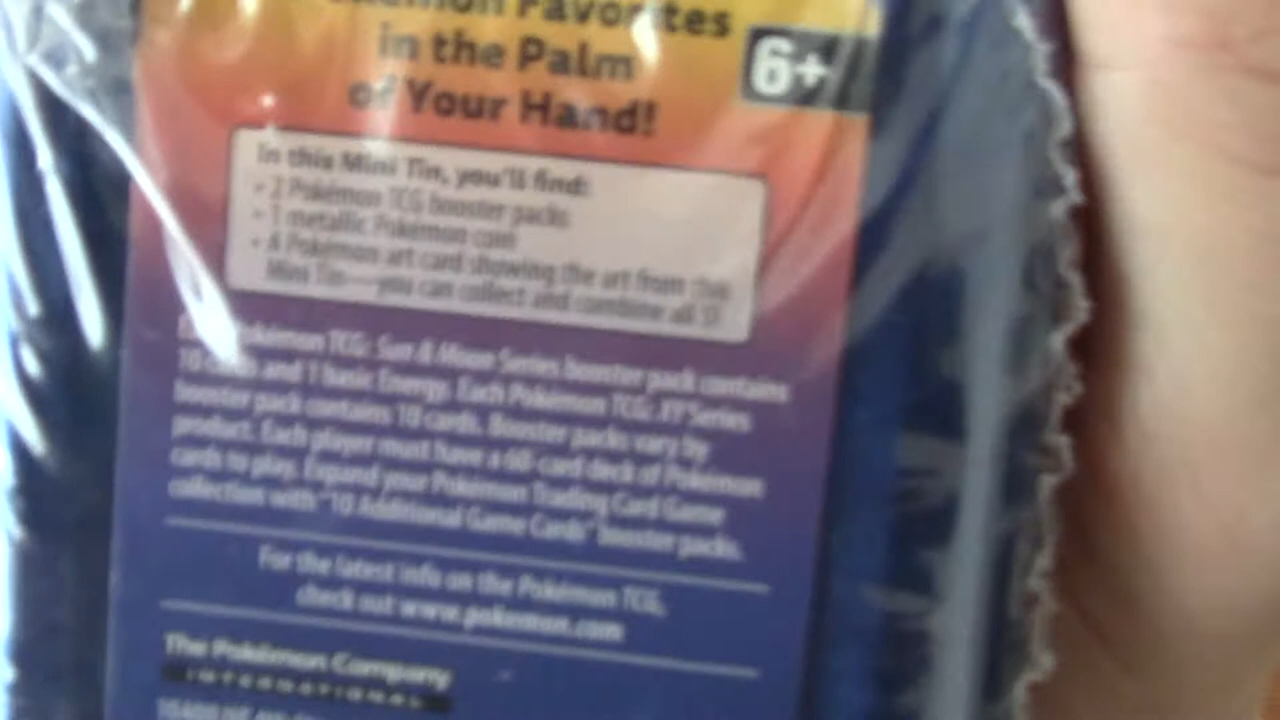 Pokémon Favorites
in the Palm
of Your Hand!
6+
In this Mini Tin, you'll find:
• 2 Pokémon TCG booster packs
• 1 metallic Pokémon coin
• A Pokémon art card showing the art from this
Mini Tin—you can collect and combine all 5!
Pokémon TCG: Sun & Moon Series booster pack contains
10 cards and 1 basic Energy. Each Pokémon TCG: XY Series
booster pack contains 10 cards. Booster packs vary by
product. Each player must have a 60-card deck of Pokémon
cards to play. Expand your Pokémon Trading Card Game
collection with "10 Additional Game Cards" booster packs.
For the latest info on the Pokémon TCG,
check out www.pokemon.com
The Pokémon Company
INTERNATIONAL